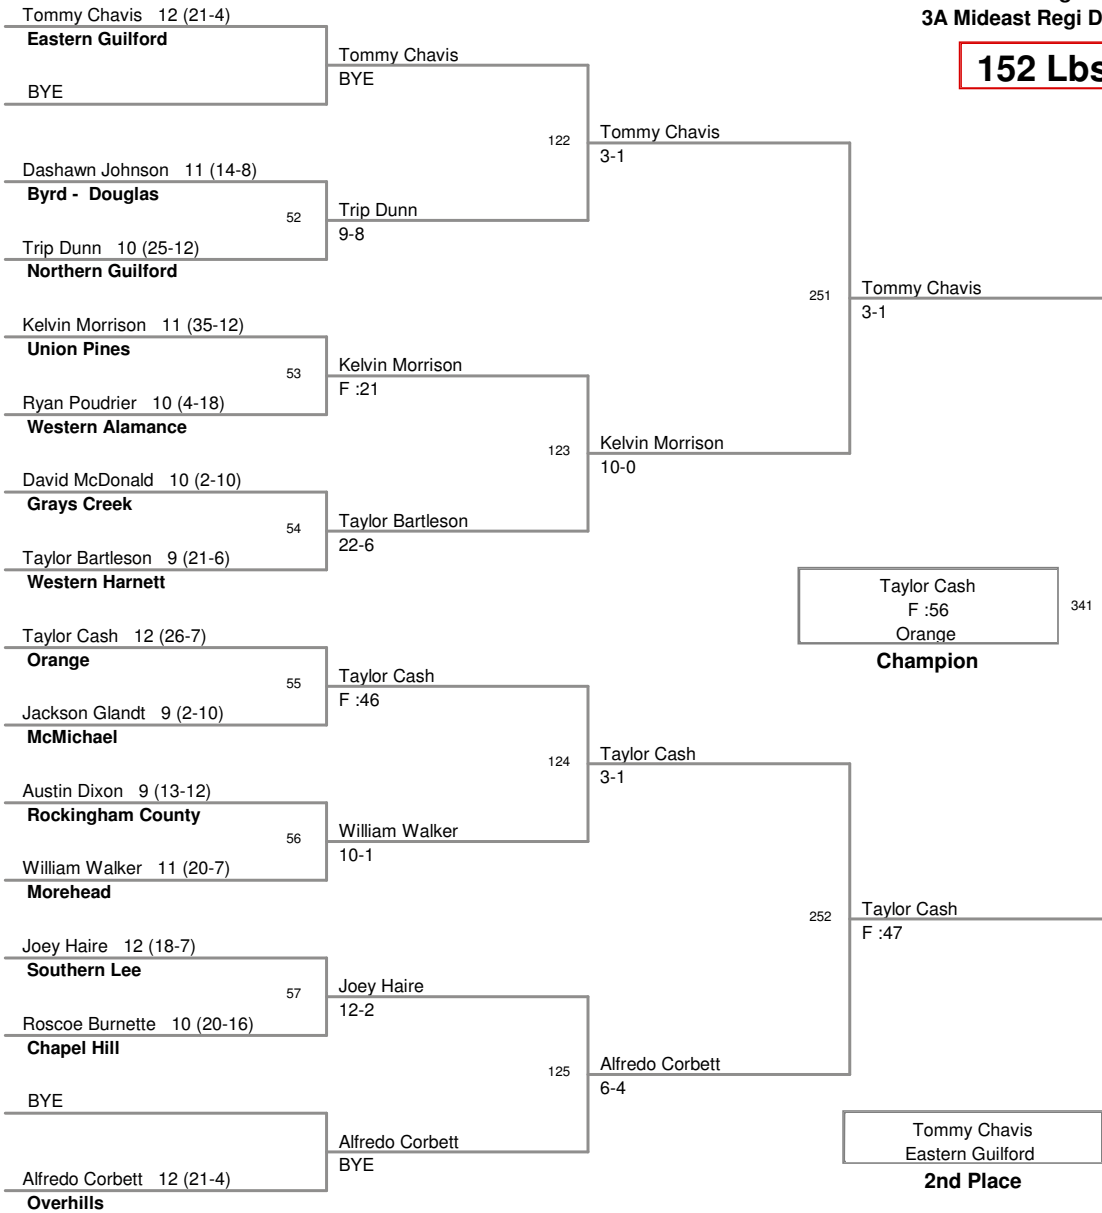 3A Mideast Regi D
152 Lbs
Tommy Chavis 12 (21-4)
Eastern Guilford
BYE
Dashawn Johnson 11 (14-8)
Byrd - Douglas
52
Trip Dunn 10 (25-12)
Northern Guilford
Kelvin Morrison 11 (35-12)
Union Pines
53
Ryan Poudrier 10 (4-18)
Western Alamance
David McDonald 10 (2-10)
Grays Creek
54
Taylor Bartleson 9 (21-6)
Western Harnett
Taylor Cash 12 (26-7)
Orange
55
Jackson Glandt 9 (2-10)
McMichael
Austin Dixon 9 (13-12)
Rockingham County
56
William Walker 11 (20-7)
Morehead
Joey Haire 12 (18-7)
Southern Lee
57
Roscoe Burnette 10 (20-16)
Chapel Hill
BYE
Alfredo Corbett 12 (21-4)
Overhills
Tommy Chavis
BYE
122
Trip Dunn
9-8
Kelvin Morrison
F :21
123
Taylor Bartleson
22-6
Taylor Cash
F :46
124
William Walker
10-1
Joey Haire
12-2
125
Alfredo Corbett
BYE
Tommy Chavis
3-1
251
Kelvin Morrison
10-0
Taylor Cash
3-1
252
Alfredo Corbett
6-4
Tommy Chavis
3-1
Taylor Cash
F :56
Orange
341
Champion
Taylor Cash
F :47
Tommy Chavis
Eastern Guilford
2nd Place